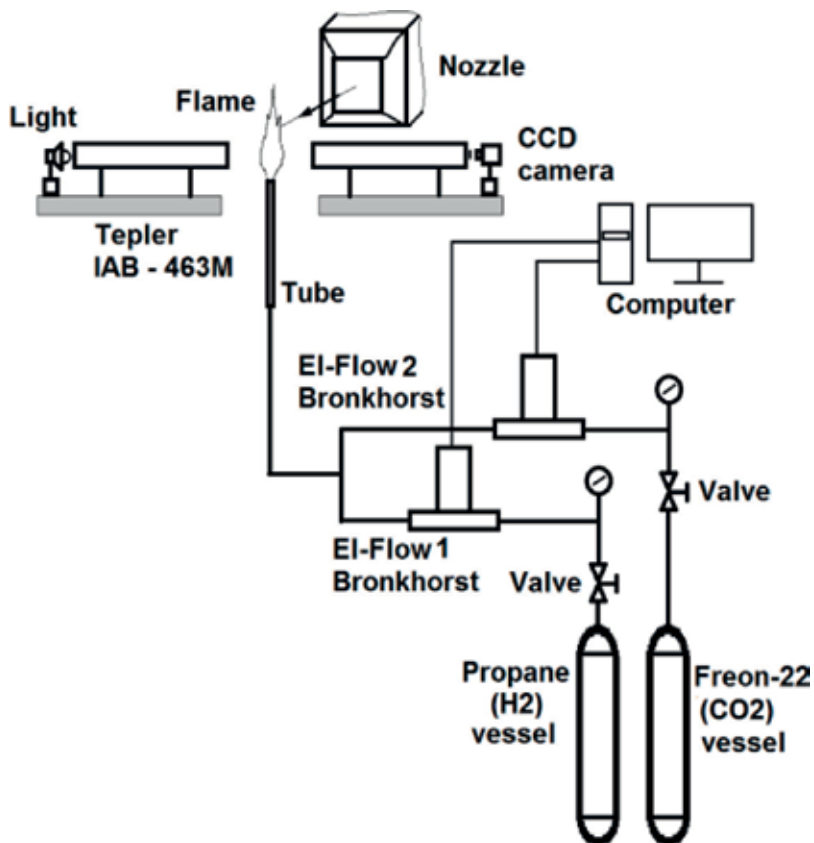 Nozzle
Flame
Light
CCD
camera
Tepler
IAB - 463M
Tube
Computer
El-Flow 2
Bronkhorst
Valve
El-Flow 1
Bronkhorst
Valve
Propane
(H2)
vessel
Freon-22
(CO2)
vessel